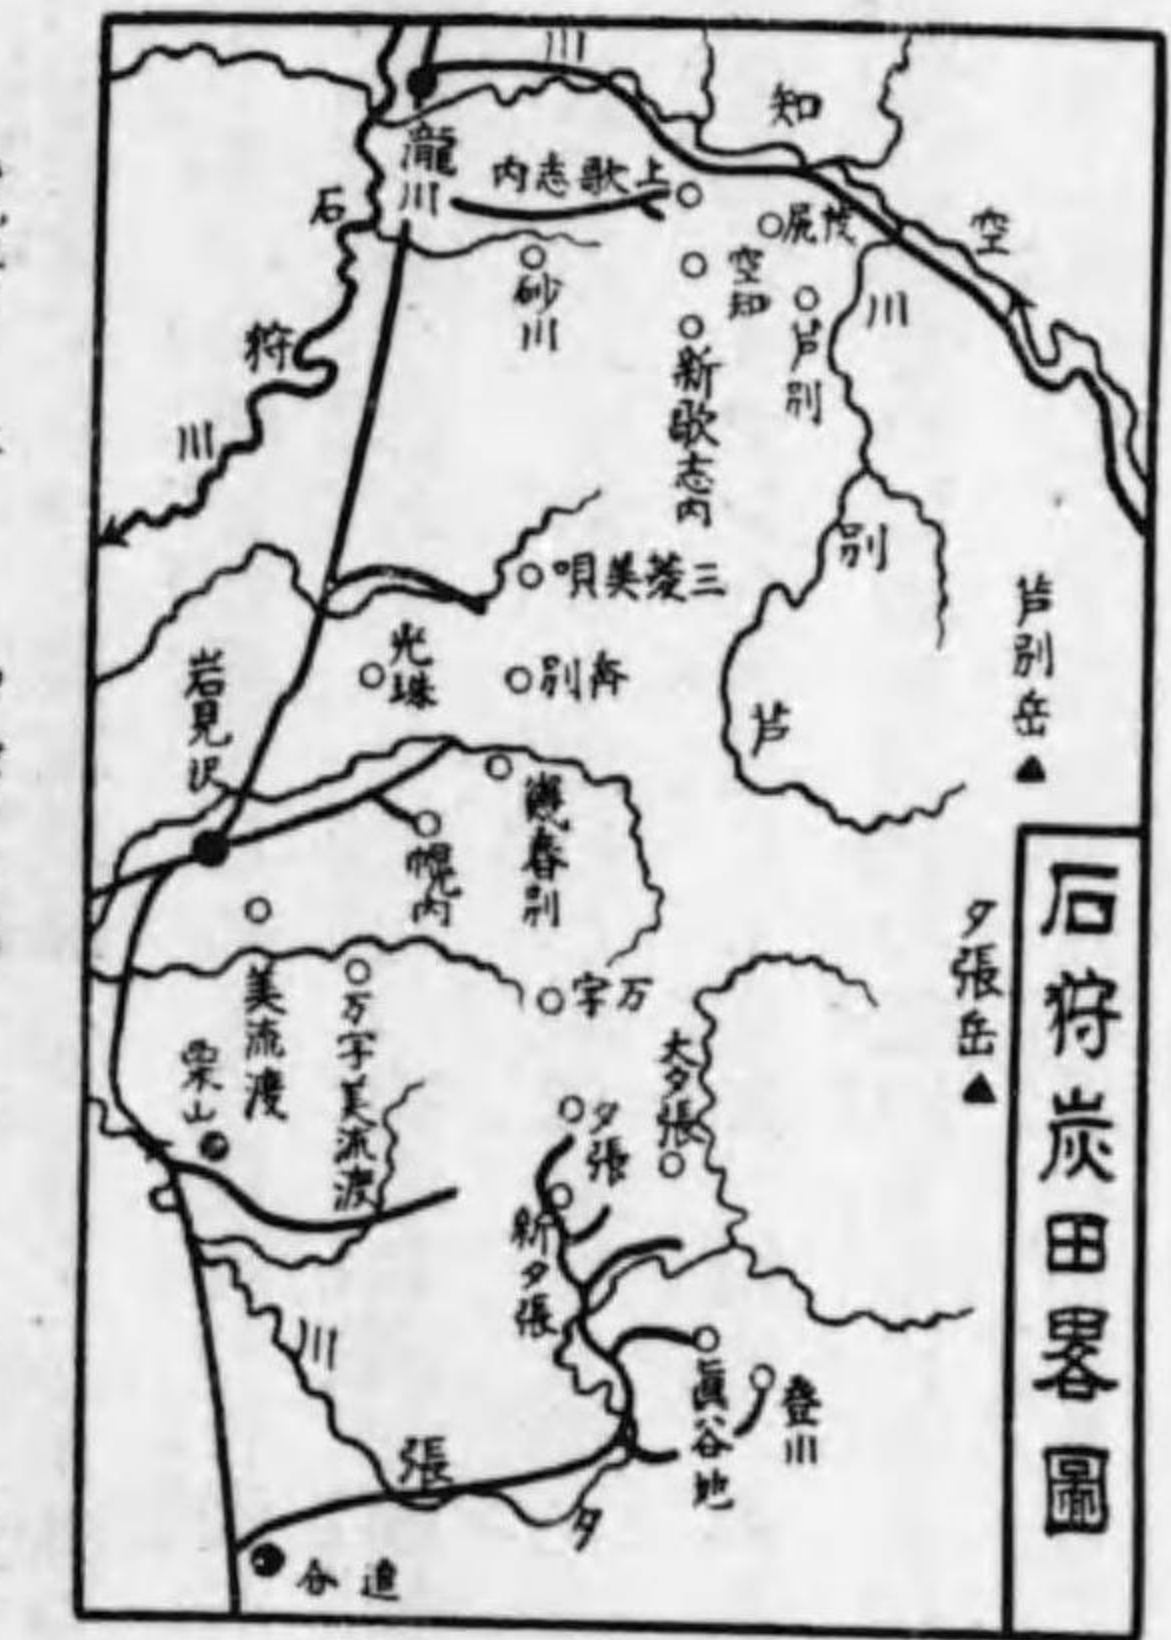 石狩炭田畧圖
芦別岳
夕張岳
空
知
川
上歌志内
瀧川
石
狩
川
砂川
茂尻
空知
芦別
新歌志内
川
別
芦
三菱美唄
光珠
奔別
岩見沢
幌内
幾春別
美流渡
万字美流渡
万字
栗山
大夕張
夕張
新夕張
真谷地
登川
川
張
夕
追分